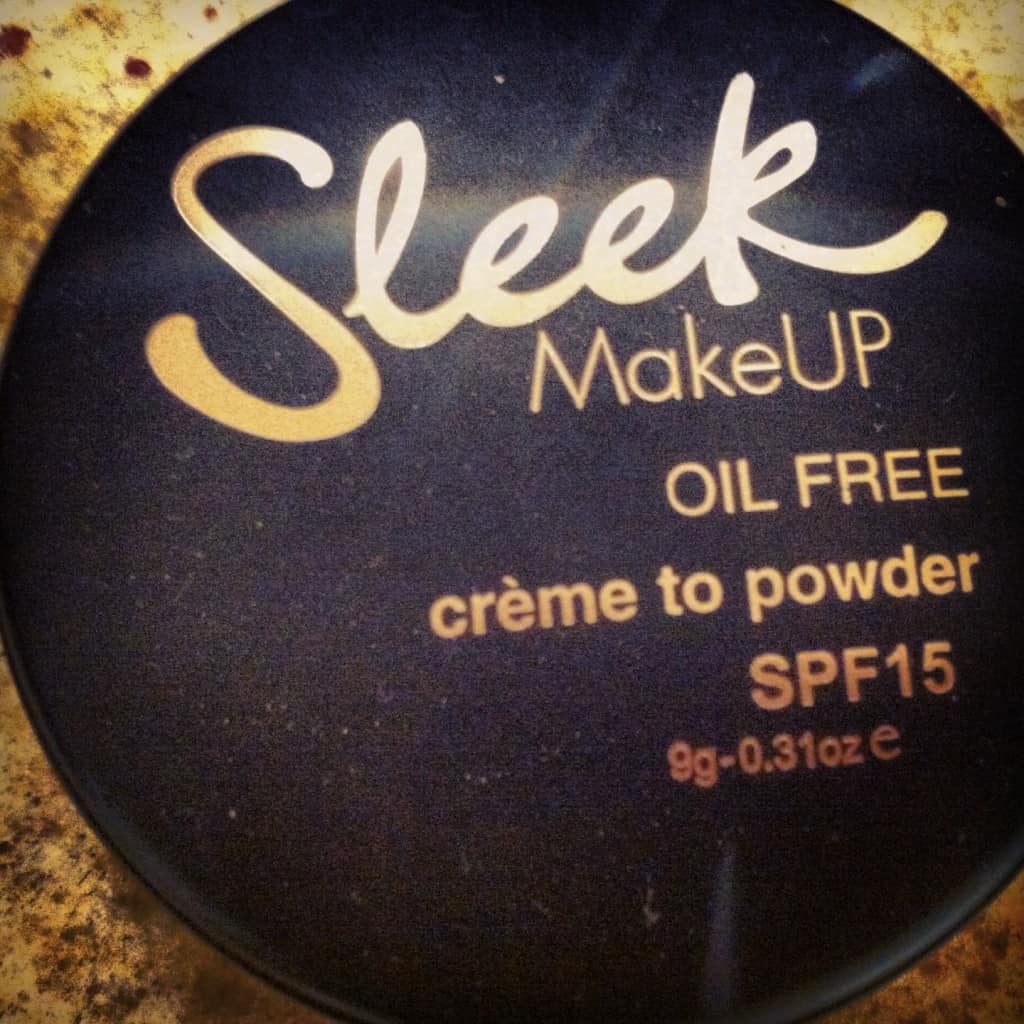 Sleek
MakeUP
OIL FREE
crème to powder
SPF15
9g-0.31oz e